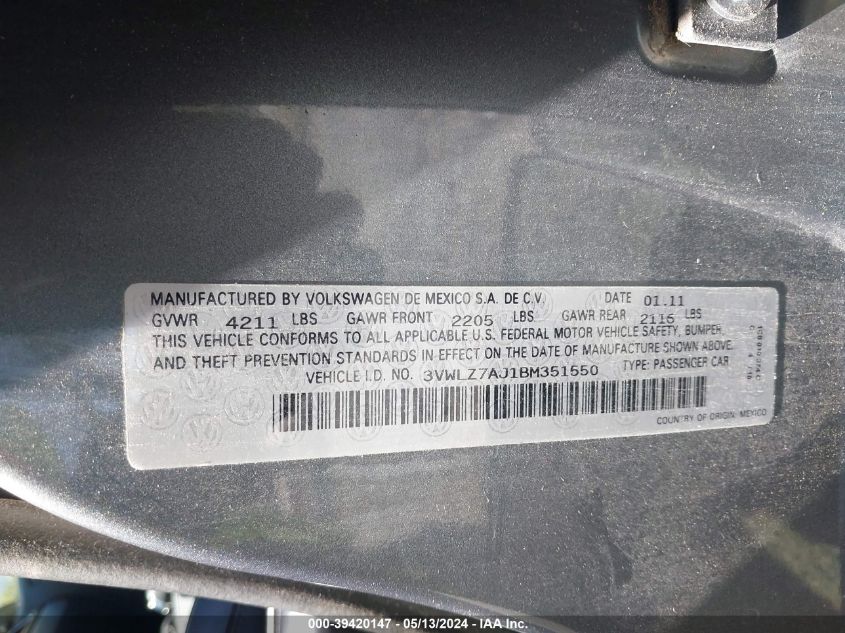 MANUFACTURED BY VOLKSWAGEN DE MEXICO S.A. DE C.V. DATE 01.11
GVWR 4211 LBS GAWR FRONT 2205 LBS GAWR REAR 2116 LBS
THIS VEHICLE CONFORMS TO ALL APPLICABLE U.S. FEDERAL MOTOR VEHICLE SAFETY, BUMPER,
AND THEFT PREVENTION STANDARDS IN EFFECT ON THE DATE OF MANUFACTURE SHOWN ABOVE.
VEHICLE I.D. NO. 3VWLZ7AJ1BM351550 TYPE: PASSENGER CAR
COUNTRY OF ORIGIN: MEXICO
000-39420147 - 05/13/2024 - IAA Inc.